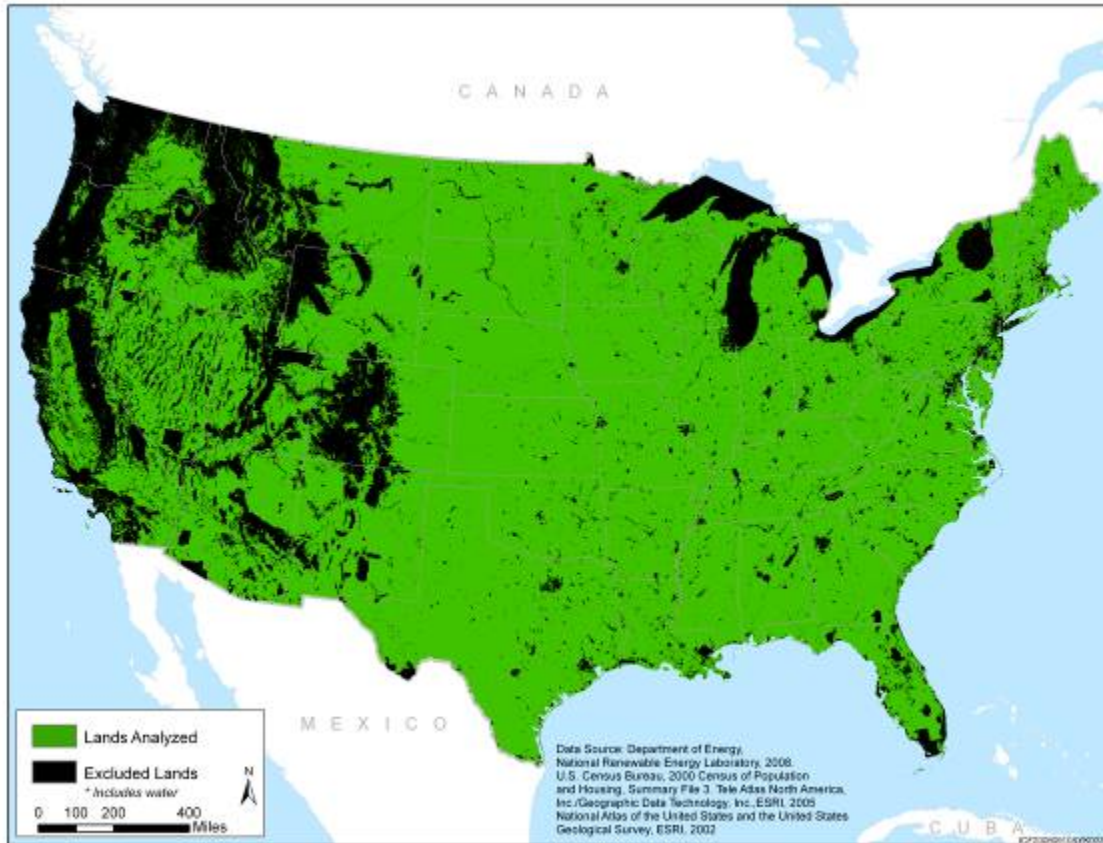 CANADA
MEXICO
CUBA
Lands Analyzed
Excluded Lands
* Includes water
N
0 100 200 400
Miles
Data Source: Department of Energy,
National Renewable Energy Laboratory, 2008.
U.S. Census Bureau, 2000 Census of Population
and Housing, Summary File 3. Tele Atlas North America,
Inc./Geographic Data Technology, Inc., ESRI, 2005
National Atlas of the United States and the United States
Geological Survey, ESRI, 2002